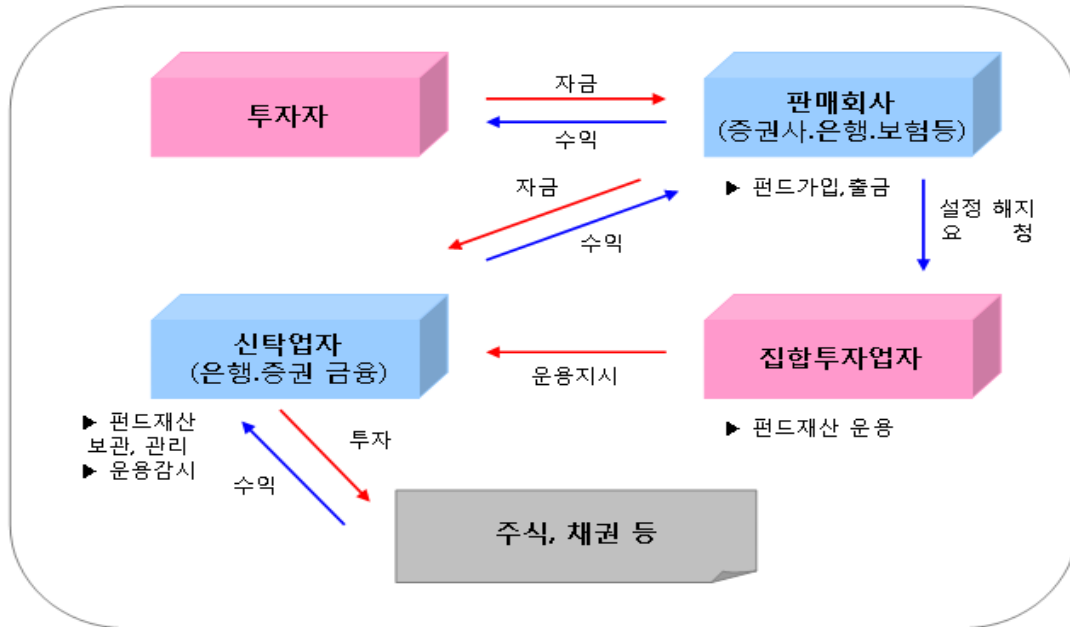 투자자
자금
수익
판매회사
(증권사.은행.보험등)
▶ 펀드가입,출금
자금
수익
설정 해지
요 청
신탁업자
(은행.증권 금융)
운용지시
집합투자업자
▶ 펀드재산
보관, 관리
▶ 운용감시
▶ 펀드재산 운용
투자
수익
주식, 채권 등